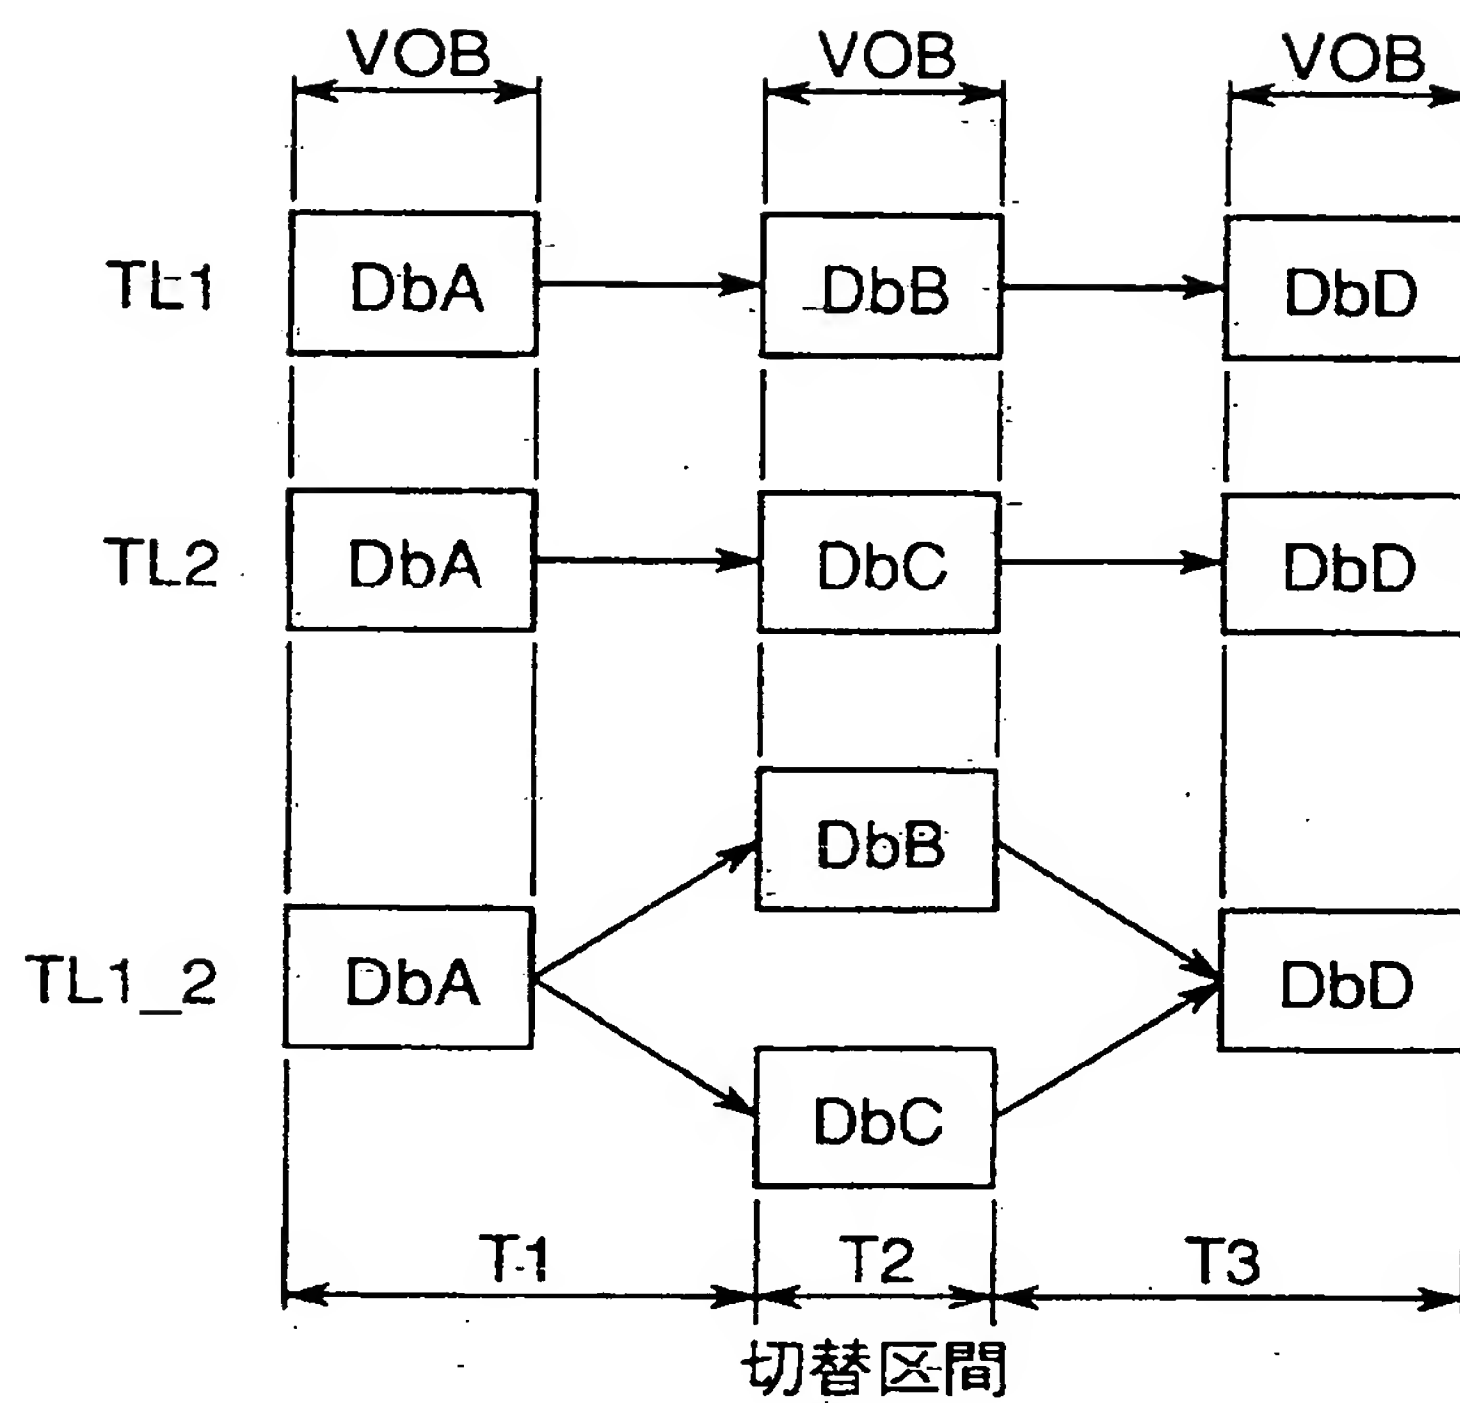 VOB VOB VOB
TL1 DbA DbB DbD
TL2 DbA DbC DbD
DbB
TL1_2 DbA DbD
DbC
T1 T2 T3
切替区間